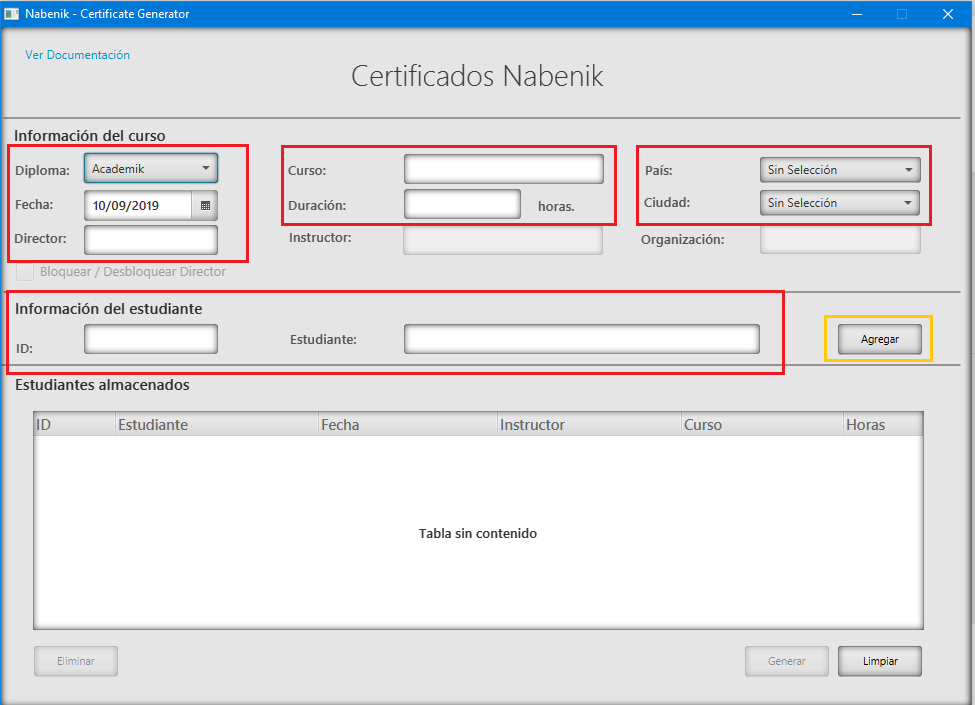 Nabenik - Certificate Generator
Ver Documentación
Certificados Nabenik
Información del curso
Diploma: Academik
Curso:
País: Sin Selección
Fecha: 10/09/2019
Duración: horas.
Ciudad: Sin Selección
Director:
Instructor:
Organización:
Bloquear / Desbloquear Director
Información del estudiante
ID:
Estudiante:
Agregar
Estudiantes almacenados
ID Estudiante Fecha Instructor Curso Horas
Tabla sin contenido
Eliminar
Generar
Limpiar